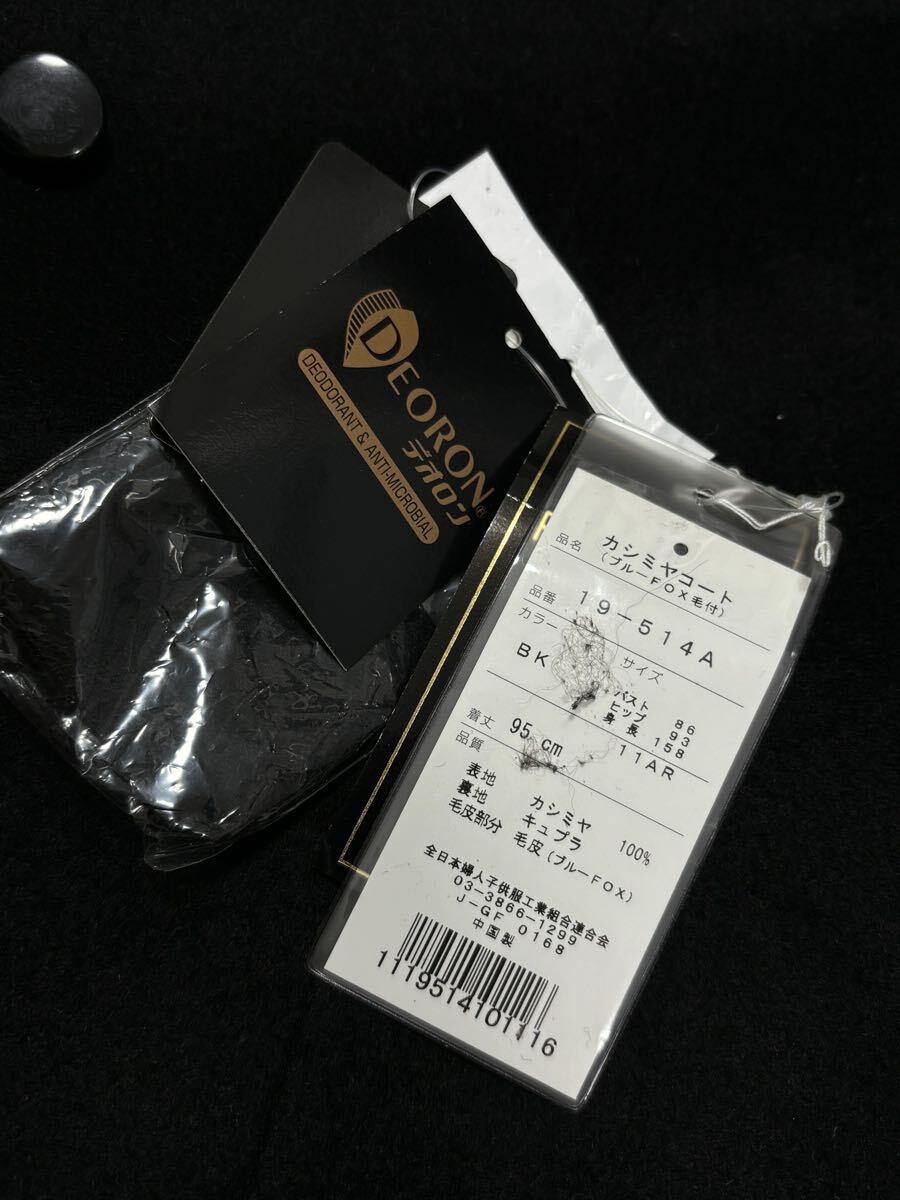 DEORON®
デオロン
DEODORANT & ANTI-MICROBIAL
品名 カシミヤコート
(ブルーFOX毛付)
品番 19-514A
カラー サイズ
BK
バスト 86
ヒップ 93
身長 158
11AR
着丈 95 cm
品質
表地 カシミヤ
裏地 キュプラ 100%
毛皮部分 毛皮(ブルーFOX)
全日本婦人子供服工業組合連合会
03-3866-1299
J-GF 0168
中国製
1119514101116